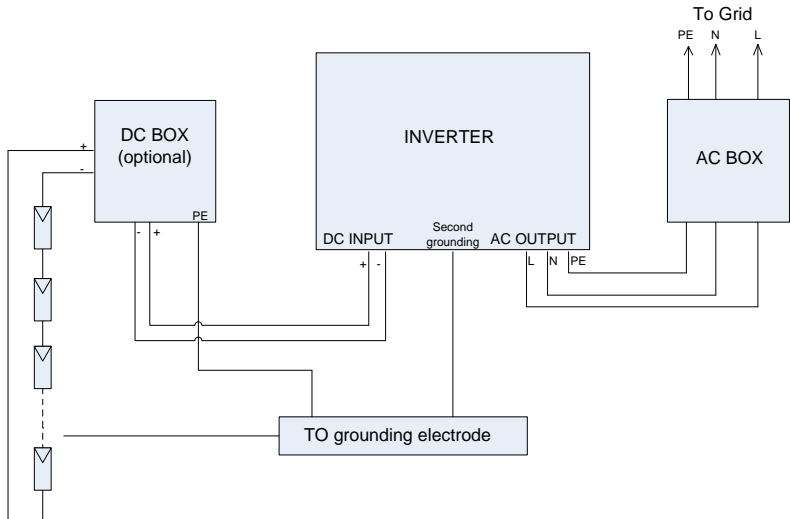 To Grid
PE N L
DC BOX
(optional)
+
-
PE
- +
INVERTER
DC INPUT
Second
grounding
AC OUTPUT
+ -
L N PE
AC BOX
TO grounding electrode